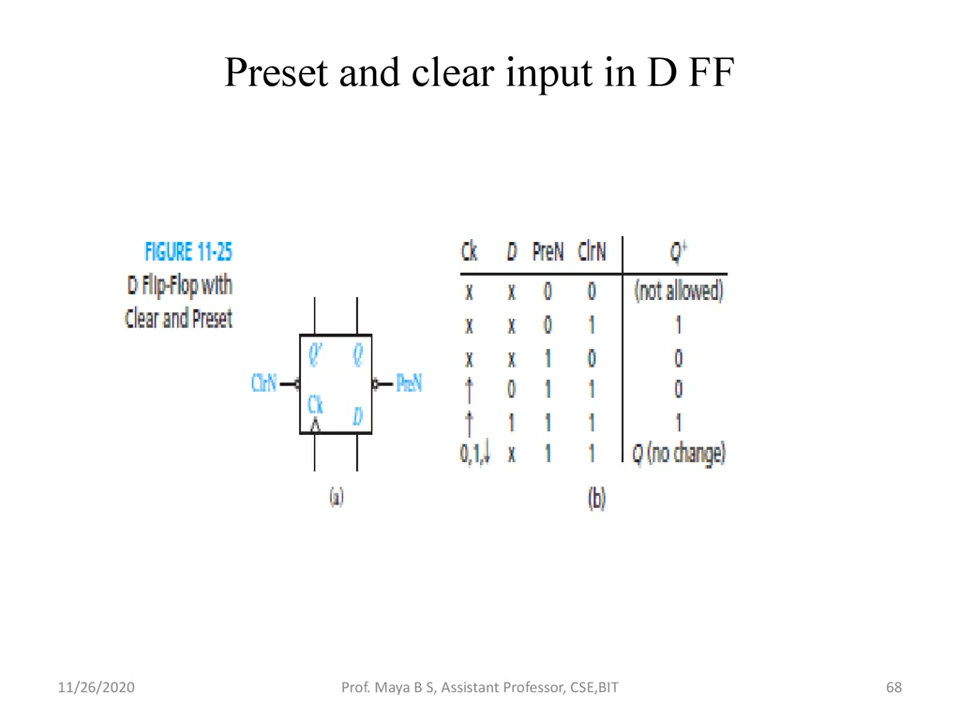 Preset and clear input in D FF
FIGURE 11-25
D Flip-Flop with
Clear and Preset
Q' Q
ClrN PreN
Ck D
(a)
Ck D PreN ClrN Q⁺
x x 0 0 (not allowed)
x x 0 1 1
x x 1 0 0
↑ 0 1 1 0
↑ 1 1 1 1
0,1,↓ x 1 1 Q (no change)
(b)
11/26/2020 Prof. Maya B S, Assistant Professor, CSE,BIT 68